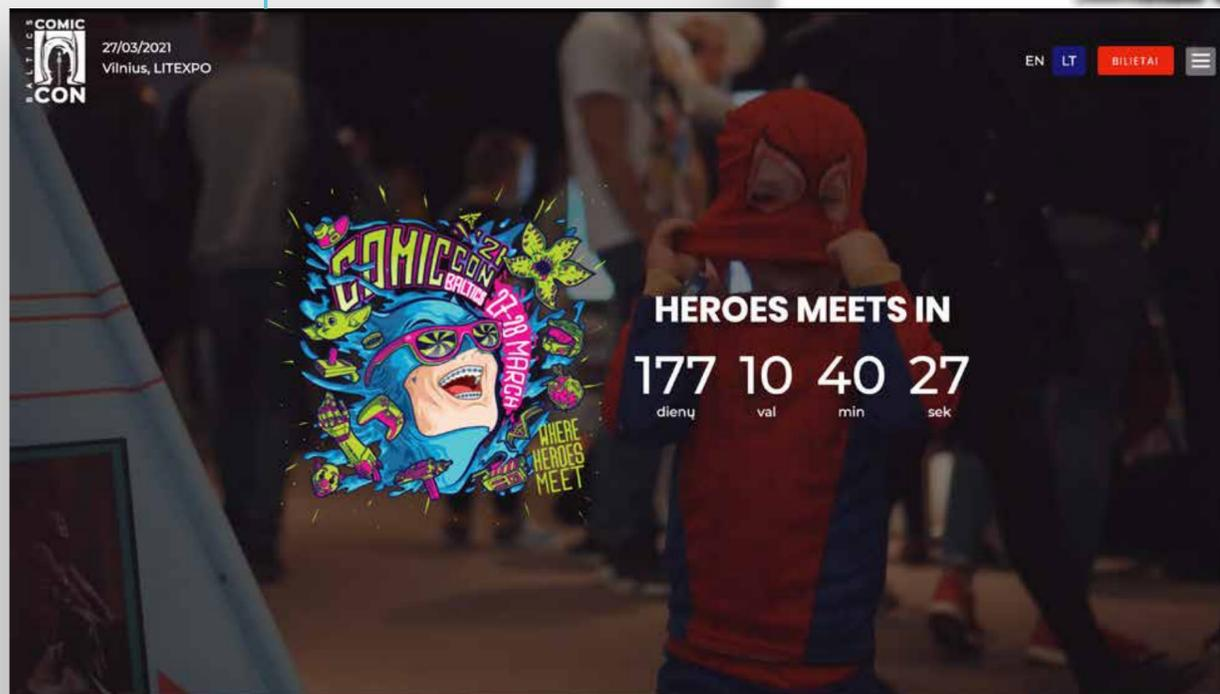 COMIC
BALTICS
CON
27/03/2021
Vilnius, LITEXPO
EN LT BILIETAI
COMIC CON '21
BALTICS
27-28 MARCH
WHERE
HEROES
MEET
HEROES MEETS IN
177 10 40 27
dienų val min sek